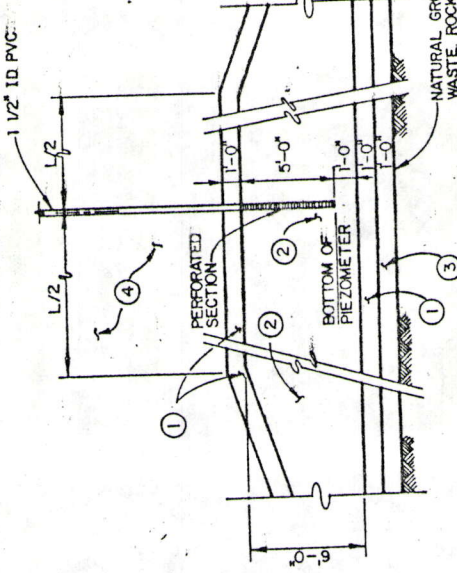 1 1/2" ID PVC.
L/2
L/2
4
PERFORATED
SECTION
1'-0"
5'-0"
1
2
2
BOTTOM OF
PIEZOMETER
1'-0"
1'-0"
1'-0"
6'-0"
1
3
NATURAL GR
WASTE ROCK